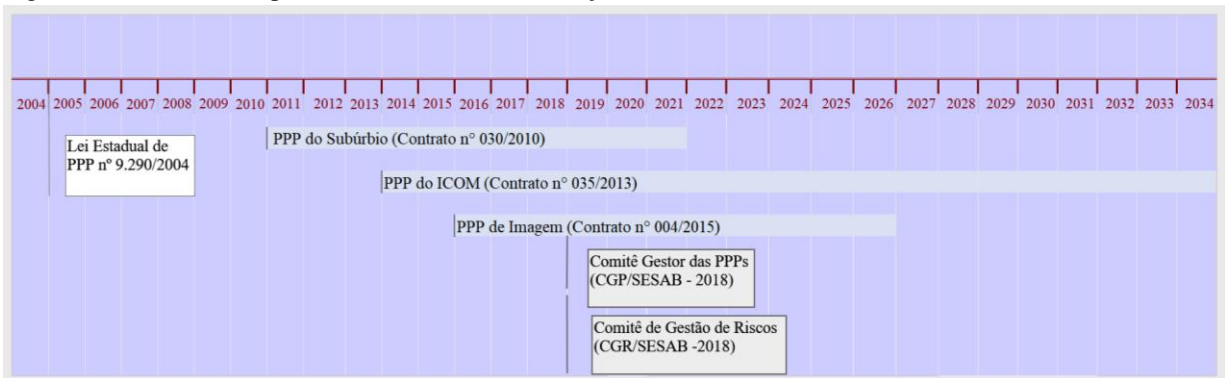 2004 2005 2006 2007 2008 2009 2010 2011 2012 2013 2014 2015 2016 2017 2018 2019 2020 2021 2022 2023 2024 2025 2026 2027 2028 2029 2030 2031 2032 2033 2034
Lei Estadual de
PPP nº 9.290/2004
PPP do Subúrbio (Contrato n° 030/2010)
PPP do ICOM (Contrato n° 035/2013)
PPP de Imagem (Contrato n° 004/2015)
Comitê Gestor das PPPs
(CGP/SESAB - 2018)
Comitê de Gestão de Riscos
(CGR/SESAB -2018)